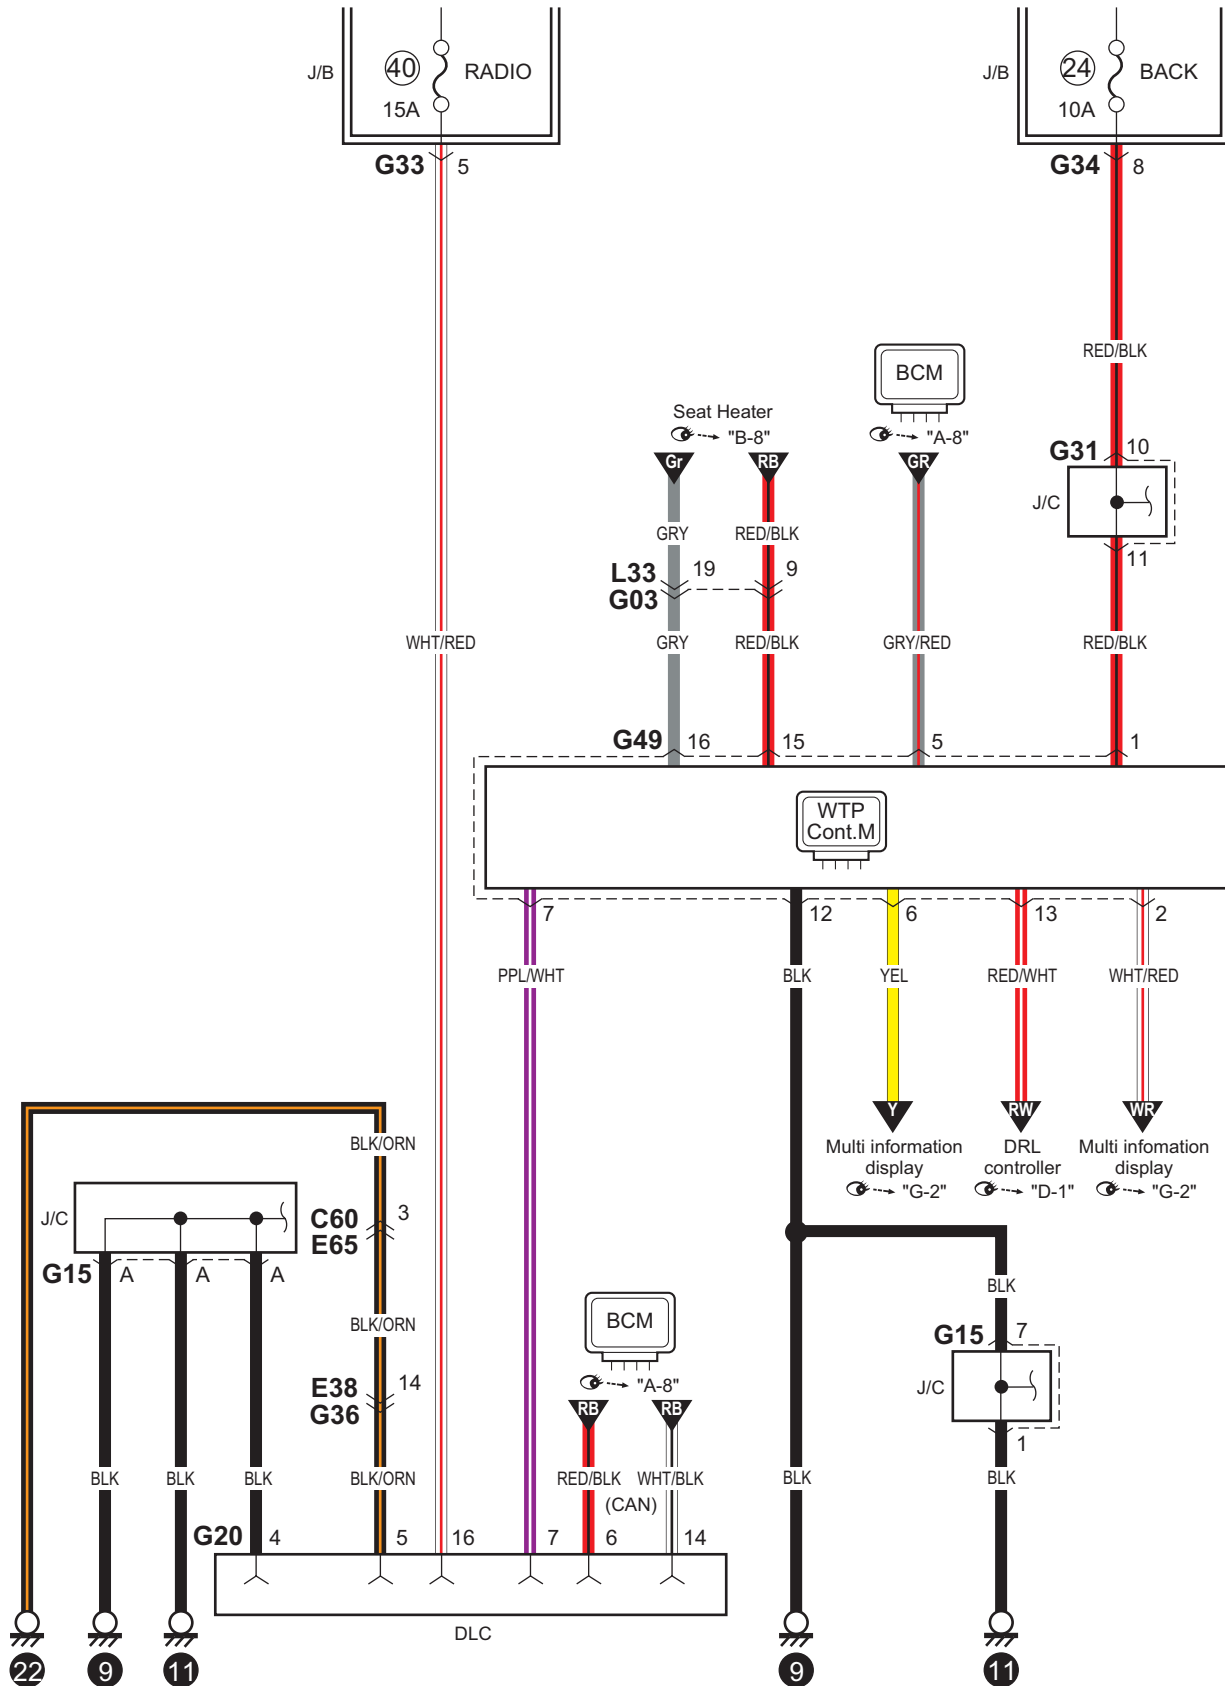 J/B
40
RADIO
15A
G33
5
J/B
24
BACK
10A
G34
8
RED/BLK
BCM
"A-8"
Seat Heater
"B-8"
Gr
RB
GR
G31
10
J/C
11
GRY
RED/BLK
L33
G03
19
9
WHT/RED
GRY
RED/BLK
GRY/RED
RED/BLK
G49
16
15
5
1
WTP
Cont.M
7
12
6
13
2
PPL/WHT
BLK
YEL
RED/WHT
WHT/RED
Y
RW
WR
Multi information
display
"G-2"
DRL
controller
"D-1"
Multi infomation
display
"G-2"
BLK/ORN
J/C
C60
E65
3
G15
A
A
A
BLK
BLK/ORN
BCM
"A-8"
G15
7
J/C
1
E38
G36
14
RB
RB
BLK
BLK
BLK
BLK/ORN
RED/BLK
WHT/BLK
(CAN)
BLK
BLK
G20
4
5
16
7
6
14
DLC
22
9
11
9
11